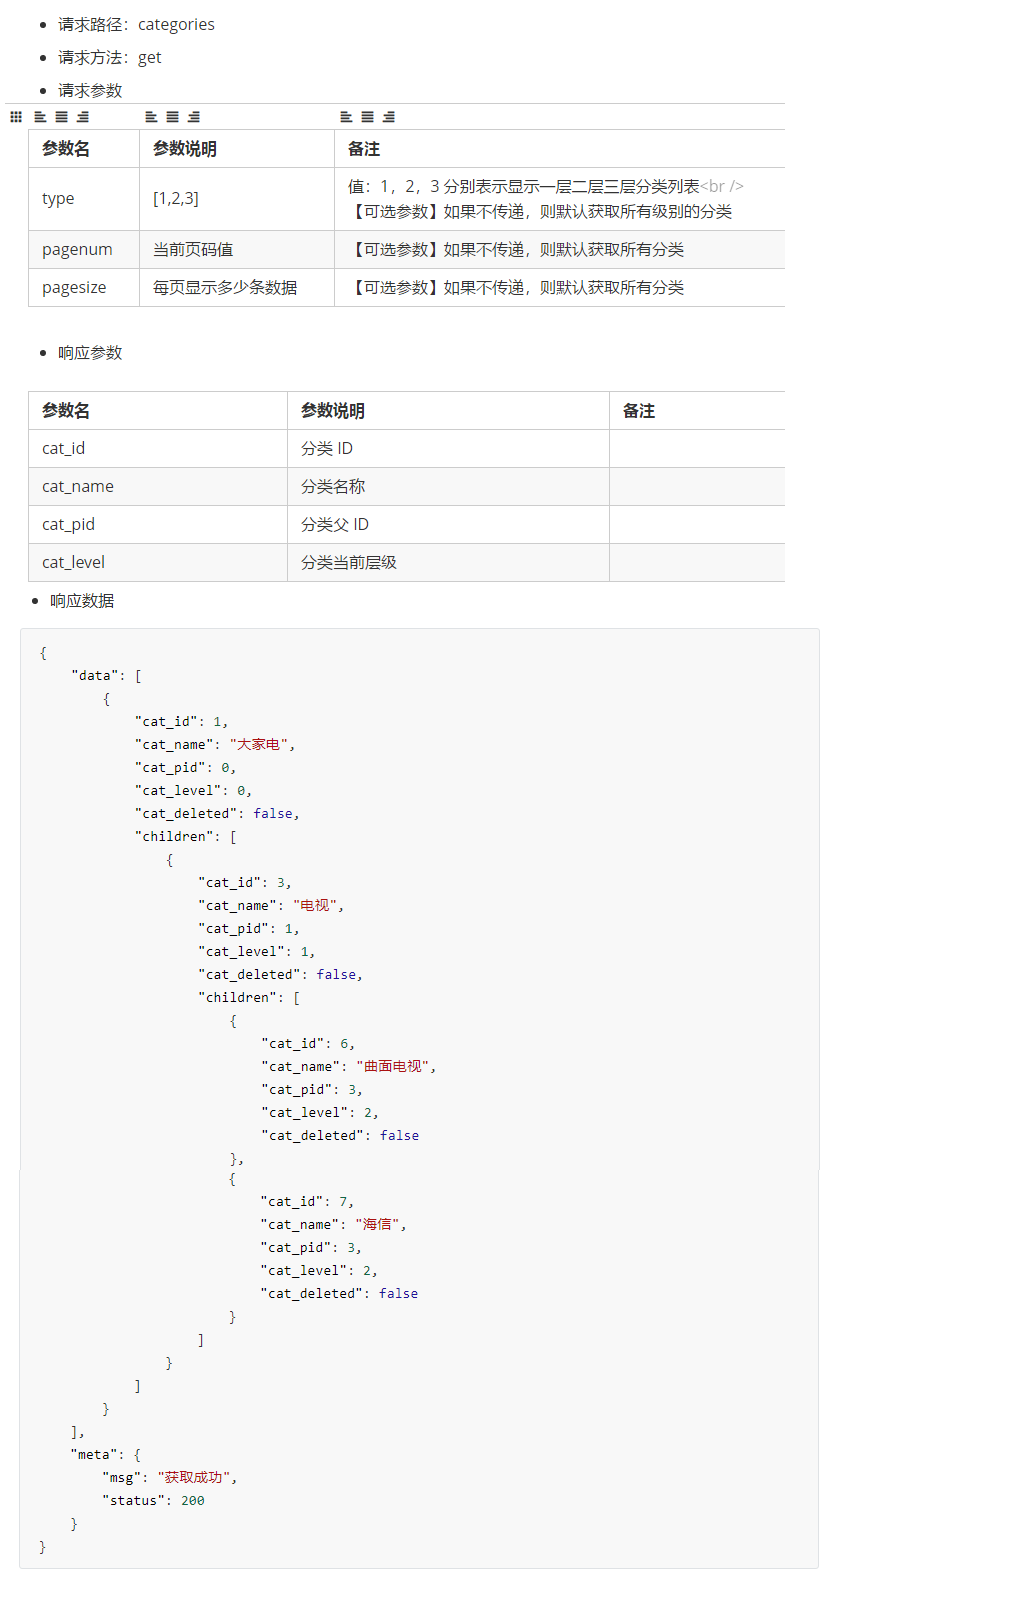 请求路径：categories
请求方法：get
请求参数
参数名 参数说明 备注
type [1,2,3] 值：1，2，3 分别表示显示一层二层三层分类列表<br />
【可选参数】如果不传递，则默认获取所有级别的分类
pagenum 当前页码值 【可选参数】如果不传递，则默认获取所有分类
pagesize 每页显示多少条数据 【可选参数】如果不传递，则默认获取所有分类
响应参数
参数名 参数说明 备注
cat_id 分类 ID
cat_name 分类名称
cat_pid 分类父 ID
cat_level 分类当前层级
响应数据
{
"data": [
{
"cat_id": 1,
"cat_name": "大家电",
"cat_pid": 0,
"cat_level": 0,
"cat_deleted": false,
"children": [
{
"cat_id": 3,
"cat_name": "电视",
"cat_pid": 1,
"cat_level": 1,
"cat_deleted": false,
"children": [
{
"cat_id": 6,
"cat_name": "曲面电视",
"cat_pid": 3,
"cat_level": 2,
"cat_deleted": false
},
{
"cat_id": 7,
"cat_name": "海信",
"cat_pid": 3,
"cat_level": 2,
"cat_deleted": false
}
]
}
]
}
],
"meta": {
"msg": "获取成功",
"status": 200
}
}